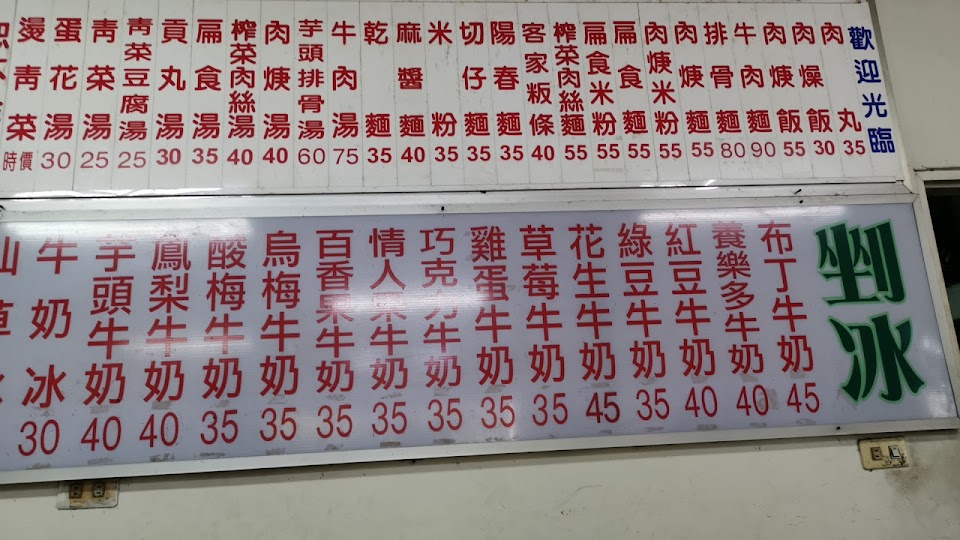 歡迎光臨
肉丸 35
肉燥飯 30
肉焿飯 55
牛肉麵 90
排骨麵 80
肉焿麵 55
肉焿米粉 55
扁食麵 55
扁食米粉 55
榨菜肉絲麵 55
客家粄條 40
陽春麵 35
切仔麵 35
米粉 35
麻醬麵 40
乾麵 35
牛肉湯 75
芋頭排骨湯 60
肉焿湯 40
榨菜肉絲湯 40
扁食湯 35
貢丸湯 30
青菜豆腐湯 25
青菜湯 25
蛋花湯 30
燙青菜 時價
剉冰
布丁牛奶 45
養樂多牛奶 40
紅豆牛奶 40
綠豆牛奶 35
花生牛奶 45
草莓牛奶 35
雞蛋牛奶 35
巧克力牛奶 35
情人果牛奶 35
百香果牛奶 35
烏梅牛奶 35
酸梅牛奶 35
鳳梨牛奶 40
芋頭牛奶 40
牛奶冰 30